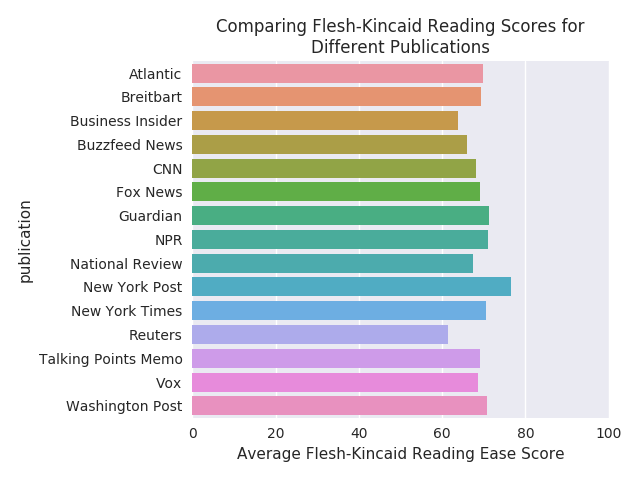 Comparing Flesh-Kincaid Reading Scores for
Different Publications
publication
Atlantic
Breitbart
Business Insider
Buzzfeed News
CNN
Fox News
Guardian
NPR
National Review
New York Post
New York Times
Reuters
Talking Points Memo
Vox
Washington Post
0 20 40 60 80 100
Average Flesh-Kincaid Reading Ease Score